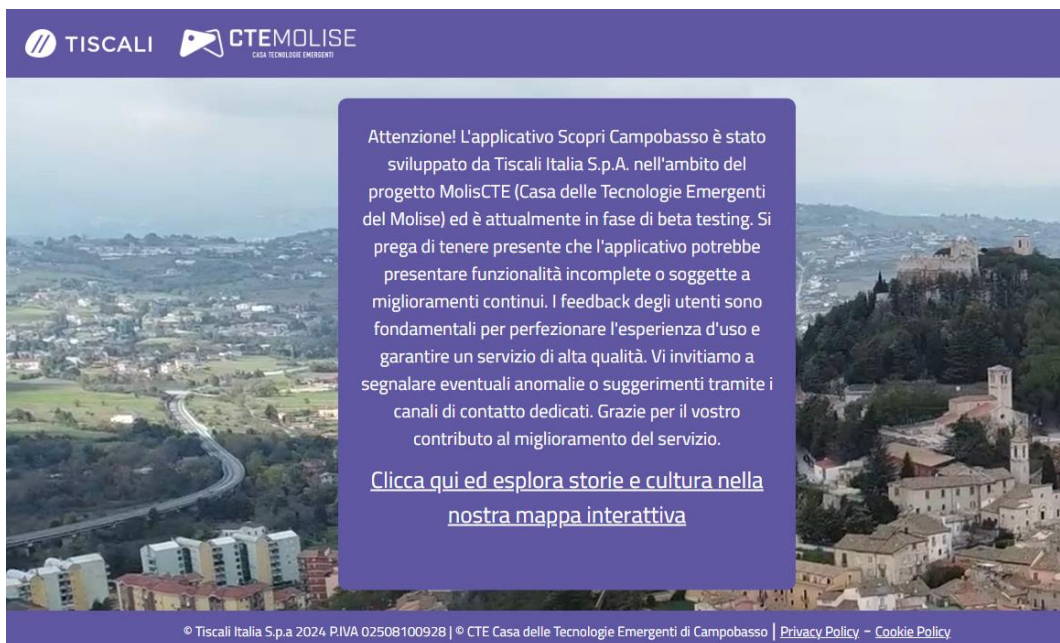 TISCALI
CTEMOLISE
CASA TECNOLOGIE EMERGENTI
Attenzione! L'applicativo Scopri Campobasso è stato
sviluppato da Tiscali Italia S.p.A. nell'ambito del
progetto MolisCTE (Casa delle Tecnologie Emergenti
del Molise) ed è attualmente in fase di beta testing. Si
prega di tenere presente che l'applicativo potrebbe
presentare funzionalità incomplete o soggette a
miglioramenti continui. I feedback degli utenti sono
fondamentali per perfezionare l'esperienza d'uso e
garantire un servizio di alta qualità. Vi invitiamo a
segnalare eventuali anomalie o suggerimenti tramite i
canali di contatto dedicati. Grazie per il vostro
contributo al miglioramento del servizio.
Clicca qui ed esplora storie e cultura nella
nostra mappa interattiva
© Tiscali Italia S.p.a 2024 P.IVA 02508100928 | © CTE Casa delle Tecnologie Emergenti di Campobasso | Privacy Policy – Cookie Policy